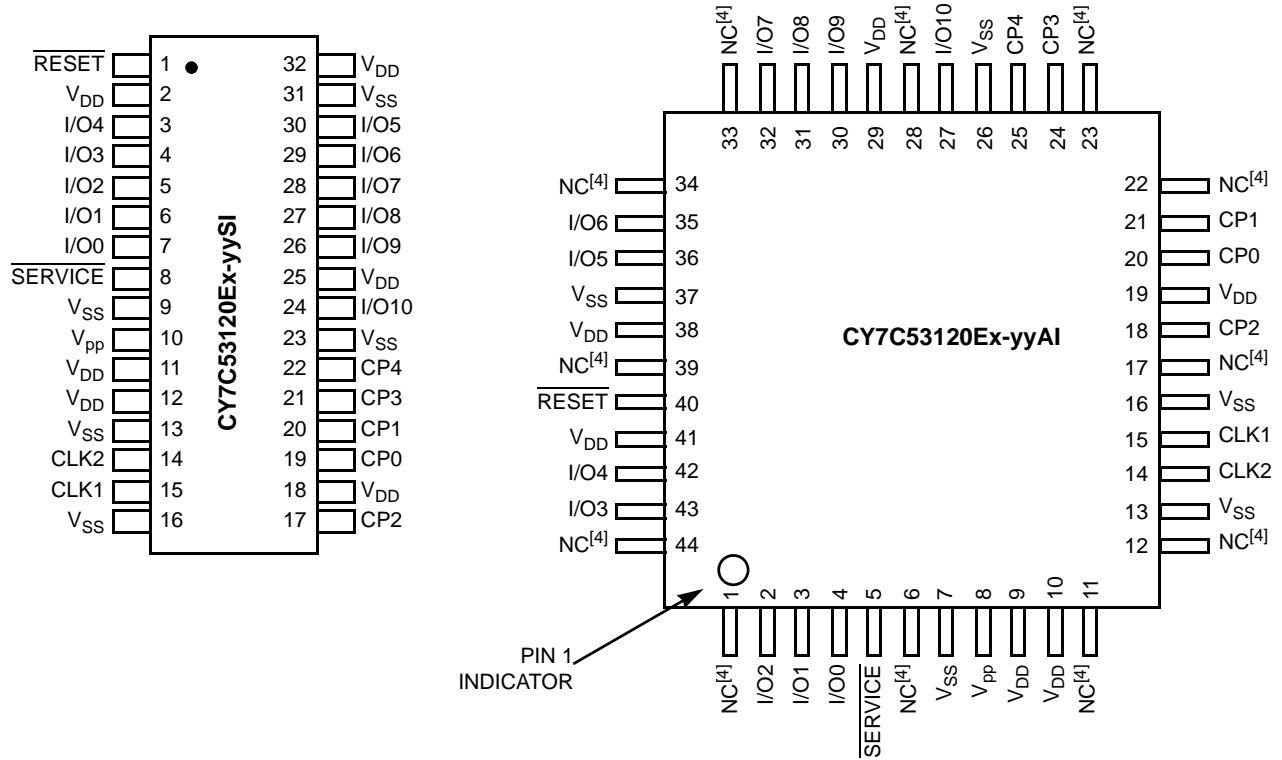 RESET 1 32 VDD
VDD 2 31 VSS
I/O4 3 30 I/O5
I/O3 4 29 I/O6
I/O2 5 28 I/O7
I/O1 6 27 I/O8
I/O0 7 26 I/O9
SERVICE 8 25 VDD
VSS 9 24 I/O10
Vpp 10 23 VSS
VDD 11 22 CP4
VDD 12 21 CP3
VSS 13 20 CP1
CLK2 14 19 CP0
CLK1 15 18 VDD
VSS 16 17 CP2
CY7C53120Ex-yySI
NC[4] I/O7 I/O8 I/O9 VDD NC[4] I/O10 VSS CP4 CP3 NC[4]
33 32 31 30 29 28 27 26 25 24 23
NC[4] 34 22 NC[4]
I/O6 35 21 CP1
I/O5 36 20 CP0
VSS 37 19 VDD
VDD 38 18 CP2
CY7C53120Ex-yyAI
NC[4] 39 17 NC[4]
RESET 40 16 VSS
VDD 41 15 CLK1
I/O4 42 14 CLK2
I/O3 43 13 VSS
NC[4] 44 12 NC[4]
1 2 3 4 5 6 7 8 9 10 11
NC[4] I/O2 I/O1 I/O0 SERVICE NC[4] VSS Vpp VDD VDD NC[4]
PIN 1
INDICATOR